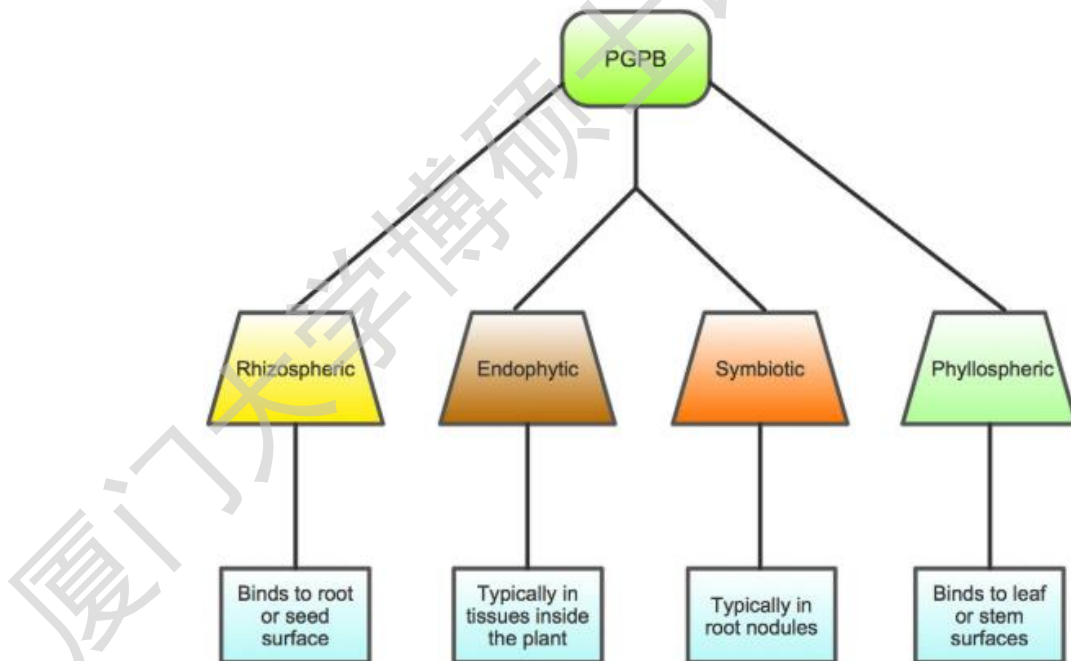 PGPB
Rhizospheric
Endophytic
Symbiotic
Phyllospheric
Binds to root
or seed
surface
Typically in
tissues inside
the plant
Typically in
root nodules
Binds to leaf
or stem
surfaces
厦门大学博硕士